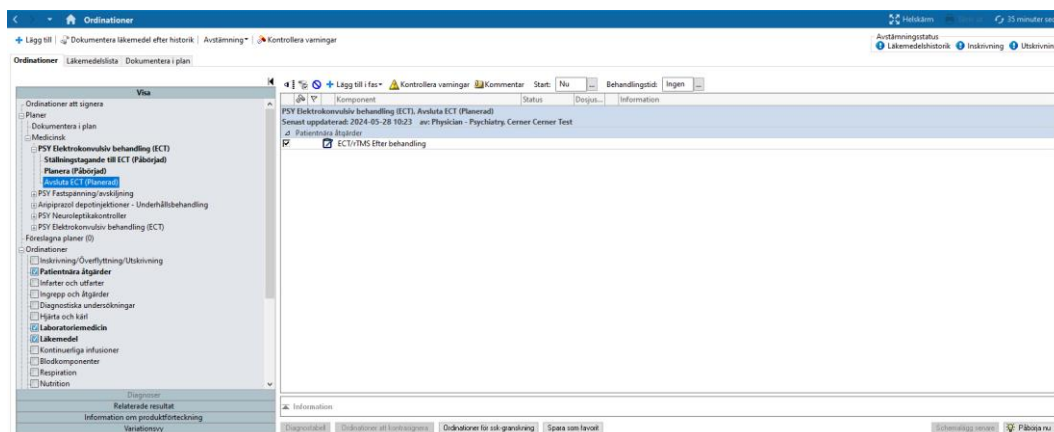 Ordinationer
Helskärm
35 minuter sed
Lägg till
Dokumentera läkemedel efter historik
Avstämning
Kontrollera varningar
Avstämningsstatus
Läkemedelshistorik
Inskrivning
Utskrivnin
Ordinationer
Läkemedelslista
Dokumentera i plan
Visa
Ordinationer att signera
Planer
Dokumentera i plan
Medicinsk
PSY Elektrokonvulsiv behandling (ECT)
Ställningstagande till ECT (Påbörjad)
Planera (Påbörjad)
Avsluta ECT (Planerad)
PSY Fastspänning/avskiljning
Aripiprazol depotinjektioner - Underhållsbehandling
PSY Neuroleptikakontroller
PSY Elektrokonvulsiv behandling (ECT)
Föreslagna planer (0)
Ordinationer
Inskrivning/Överflyttning/Utskrivning
Patientnära åtgärder
Infarter och utfarter
Ingrepp och åtgärder
Diagnostiska undersökningar
Hjärta och kärl
Laboratoriemedicin
Läkemedel
Kontinuerliga infusioner
Blodkomponenter
Respiration
Nutrition
Diagnoser
Relaterade resultat
Information om produktförteckning
Variationsvy
Lägg till i fas
Kontrollera varningar
Kommentar
Start: Nu ...
Behandlingstid: Ingen ...
Komponent
Status
Dosjus...
Information
PSY Elektrokonvulsiv behandling (ECT), Avsluta ECT (Planerad)
Senast uppdaterad: 2024-05-28 10:23 av: Physician - Psychiatry, Cerner Cerner Test
Patientnära åtgärder
ECT/rTMS Efter behandling
Information
Diagnostabell
Ordinationer att kontrasignera
Ordinationer för ssk-granskning
Spara som favorit
Schemalägg senare
Påbörja nu